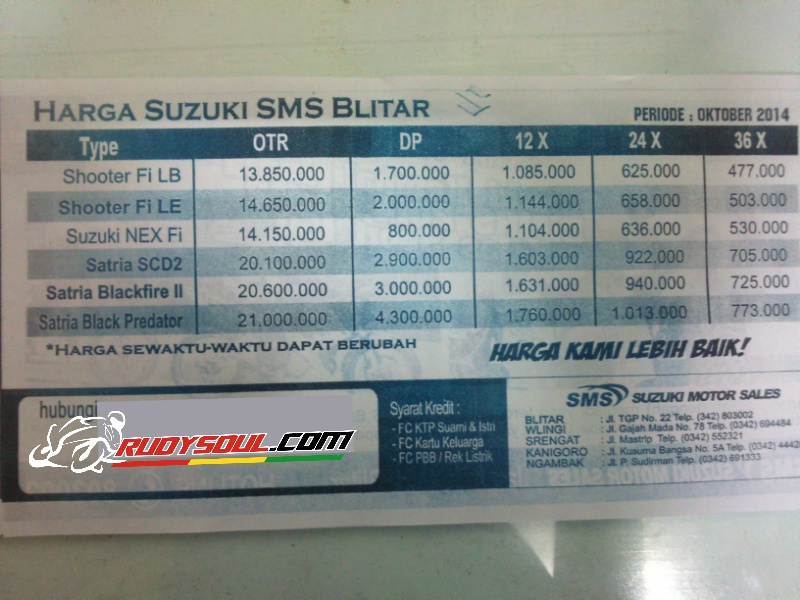 HARGA SUZUKI SMS BLITAR
PERIODE : OKTOBER 2014
Type OTR DP 12 X 24 X 36 X
Shooter Fi LB 13.850.000 1.700.000 1.085.000 625.000 477.000
Shooter Fi LE 14.650.000 2.000.000 1.144.000 658.000 503.000
Suzuki NEX Fi 14.150.000 800.000 1.104.000 636.000 530.000
Satria SCD2 20.100.000 2.900.000 1.603.000 922.000 705.000
Satria Blackfire II 20.600.000 3.000.000 1.631.000 940.000 725.000
Satria Black Predator 21.000.000 4.300.000 1.760.000 1.013.000 773.000
*HARGA SEWAKTU-WAKTU DAPAT BERUBAH
HARGA KAMI LEBIH BAIK!
hubungi
RUDYSOUL.COM
Syarat Kredit :
- FC KTP Suami & Istri
- FC Kartu Keluarga
- FC PBB / Rek Listrik
SMS SUZUKI MOTOR SALES
BLITAR : Jl. TGP No. 22 Telp. (342) 803002
WLINGI : Jl. Gajah Mada No. 78 Telp. (0342) 694484
SRENGAT : Jl. Mastrip Telp. (0342) 552321
KANIGORO : Jl. Kusuma Bangsa No. 5A Telp. (0342) 4442
NGAMBAK : Jl. P. Sudirman Telp. (0342) 691333